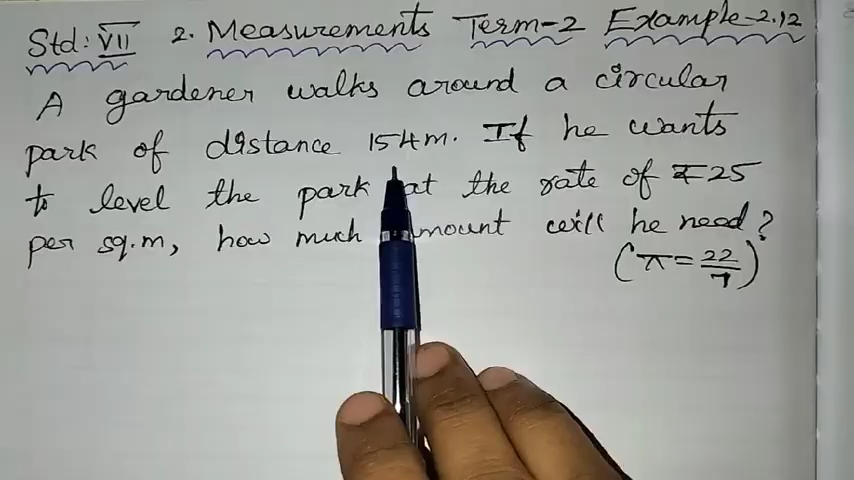 Std: VII 2. Measurements Term-2 Example-2.12
A gardener walks around a circular
park of distance 154m. If he wants
to level the park at the rate of ₹25
per sq.m, how much amount will he need?
(π = 22/7)